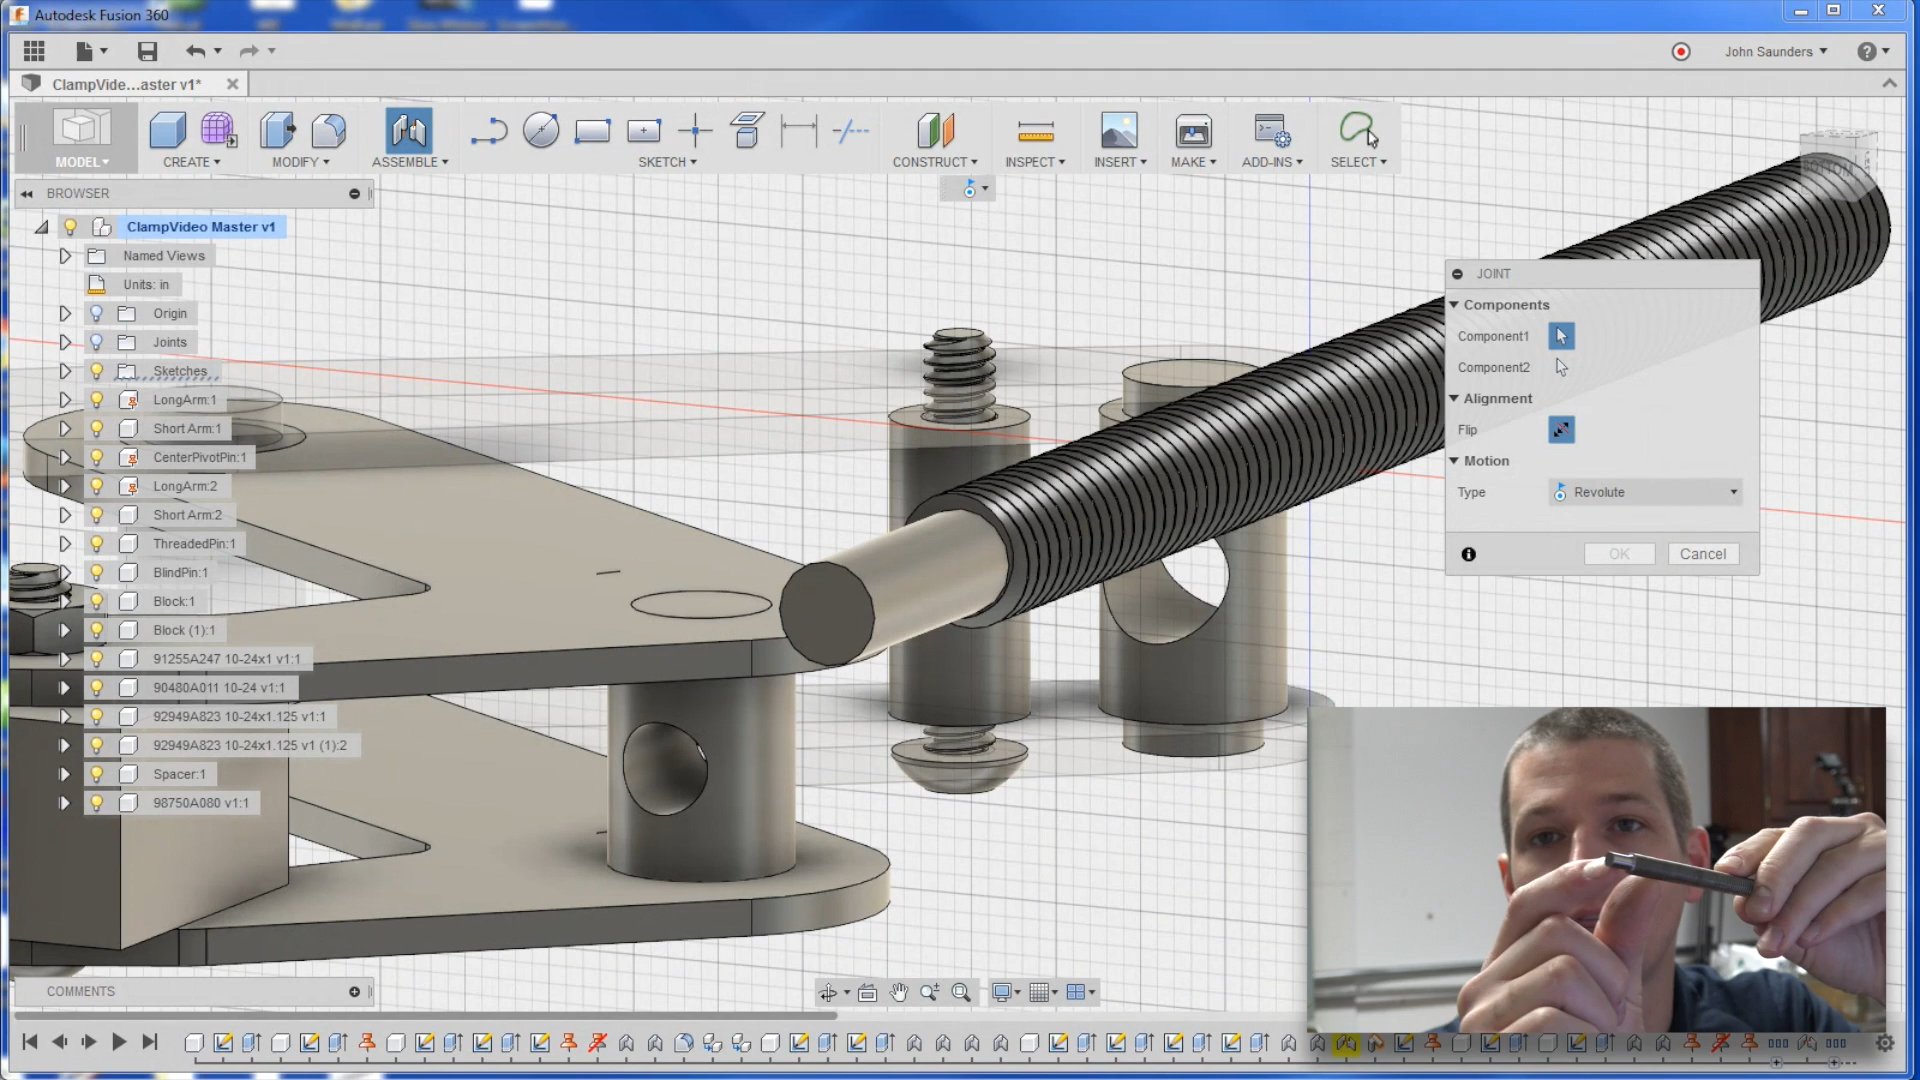 Autodesk Fusion 360
John Saunders
ClampVide...aster v1*
MODEL
CREATE
MODIFY
ASSEMBLE
SKETCH
CONSTRUCT
INSPECT
INSERT
MAKE
ADD-INS
SELECT
BROWSER
ClampVideo Master v1
Named Views
Units: in
Origin
Joints
Sketches
LongArm:1
Short Arm:1
CenterPivotPin:1
LongArm:2
Short Arm:2
ThreadedPin:1
BlindPin:1
Block:1
Block (1):1
91255A247 10-24x1 v1:1
90480A011 10-24 v1:1
92949A823 10-24x1.125 v1:1
92949A823 10-24x1.125 v1 (1):2
Spacer:1
98750A080 v1:1
BOTTOM
JOINT
Components
Component1
Component2
Alignment
Flip
Motion
Type
Revolute
OK
Cancel
COMMENTS